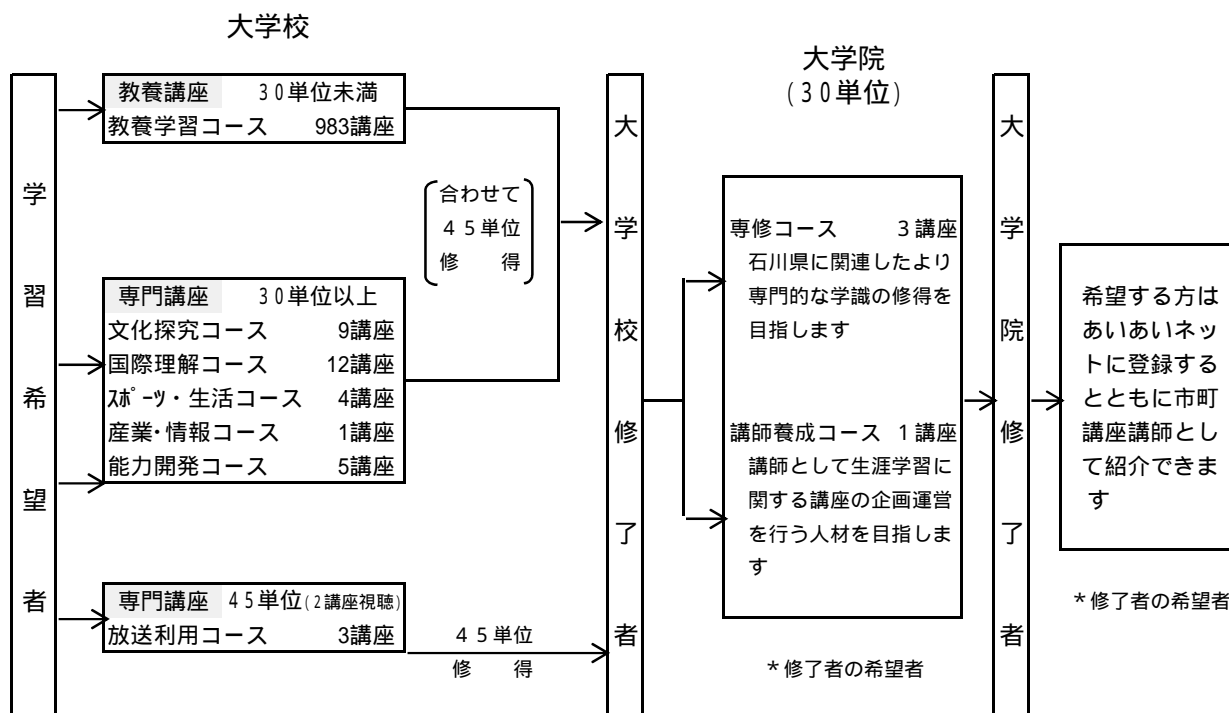 大学校
学習希望者
教養講座 30単位未満
教養学習コース 983講座
専門講座 30単位以上
文化探究コース 9講座
国際理解コース 12講座
ｽﾎﾟｰﾂ・生活コース 4講座
産業・情報コース 1講座
能力開発コース 5講座
専門講座 45単位(2講座視聴)
放送利用コース 3講座
合わせて
45単位
修 得
45単位
修 得
大学校修了者
大学院
(30単位)
専修コース 3講座
石川県に関連したより
専門的な学識の修得を
目指します
講師養成コース 1講座
講師として生涯学習に
関する講座の企画運営
を行う人材を目指しま
す
*修了者の希望者
大学院修了者
希望する方は
あいあいネッ
トに登録する
とともに市町
講座講師とし
て紹介できま
す
*修了者の希望者